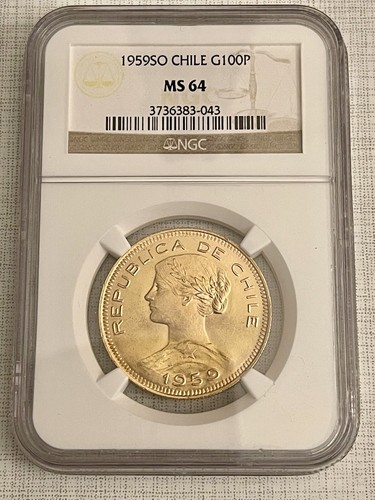 1959SO CHILE G100P
MS 64
3736383-043
NGC
REPUBLICA DE CHILE
1959